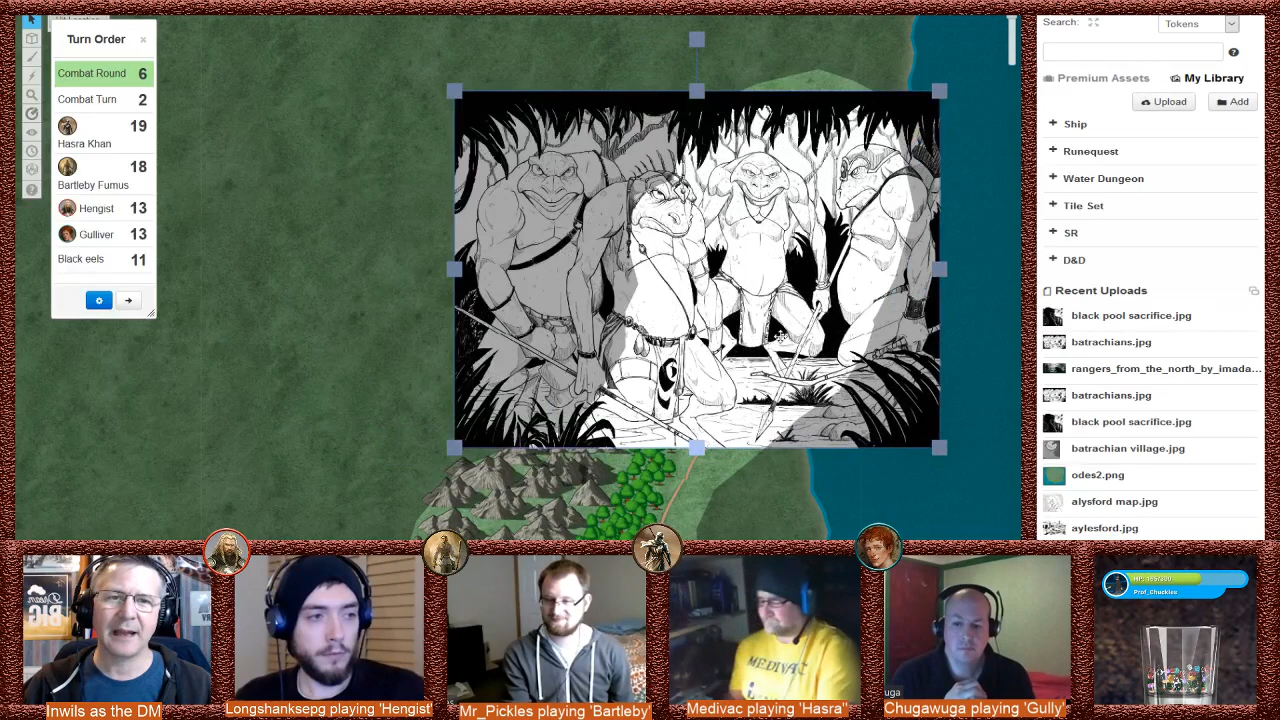 Turn Order
Combat Round 6
Combat Turn 2
19
Hasra Khan
18
Bartleby Fumus
Hengist 13
Gulliver 13
Black eels 11
Search:
Tokens
Premium Assets
My Library
Upload
Add
Ship
Runequest
Water Dungeon
Tile Set
SR
D&D
Recent Uploads
black pool sacrifice.jpg
batrachians.jpg
rangers_from_the_north_by_imada...
batrachians.jpg
black pool sacrifice.jpg
batrachian village.jpg
odes2.png
alysford map.jpg
aylesford.jpg
Dream
BIG
MEDIVAC
uga
Prof_Chuckles
Inwils as the DM
Longshanksepg playing 'Hengist'
Mr_Pickles playing 'Bartleby'
Medivac playing 'Hasra"
Chugawuga playing 'Gully'